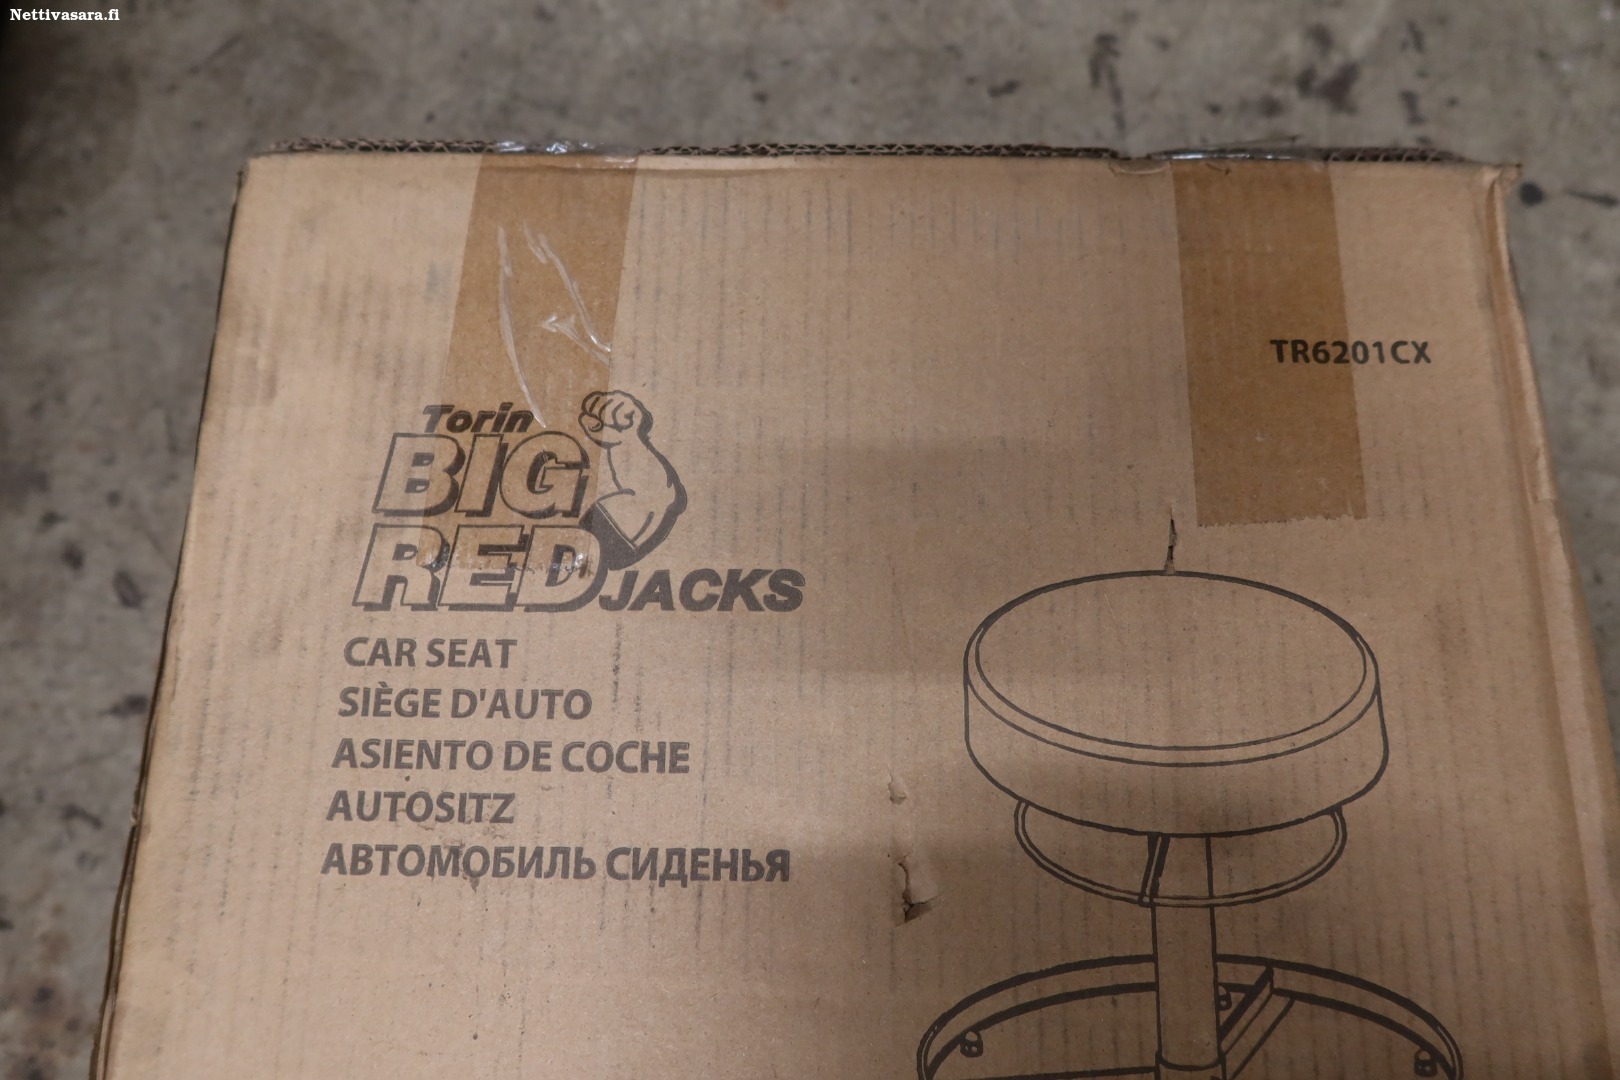 Nettivasara.fi
TR6201CX
Torin
BIG
RED JACKS
CAR SEAT
SIÈGE D'AUTO
ASIENTO DE COCHE
AUTOSITZ
АВТОМОБИЛЬ СИДЕНЬЯ